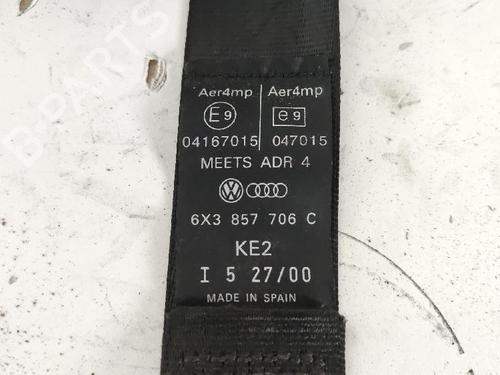 Aer4mp Aer4mp
E9 e9
04167015 047015
MEETS ADR 4
6X3 857 706 C
KE2
I 5 27/00
MADE IN SPAIN